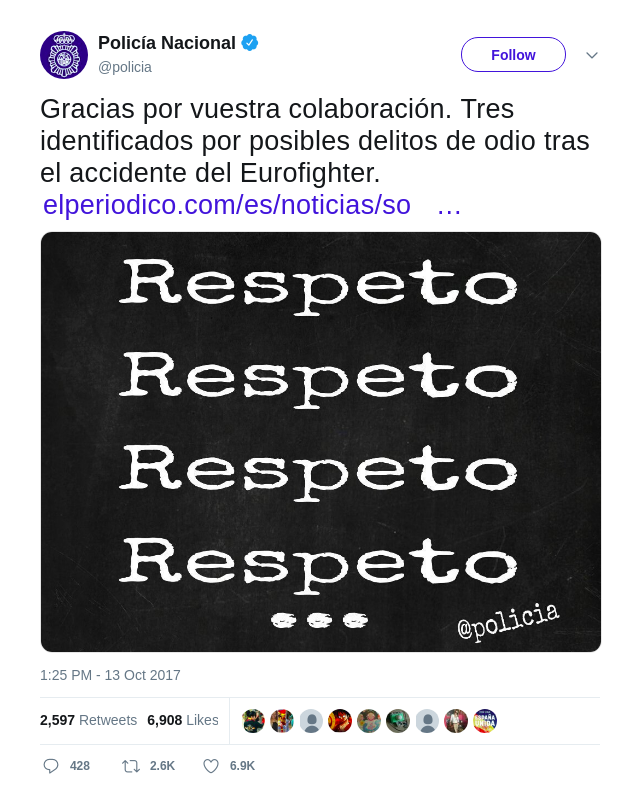 Policía Nacional
@policia
Follow
Gracias por vuestra colaboración. Tres
identificados por posibles delitos de odio tras
el accidente del Eurofighter.
elperiodico.com/es/noticias/so …
Respeto
Respeto
Respeto
Respeto
...
@policia
1:25 PM - 13 Oct 2017
2,597 Retweets 6,908 Likes
ESPAÑA
UNIDA
428 2.6K 6.9K